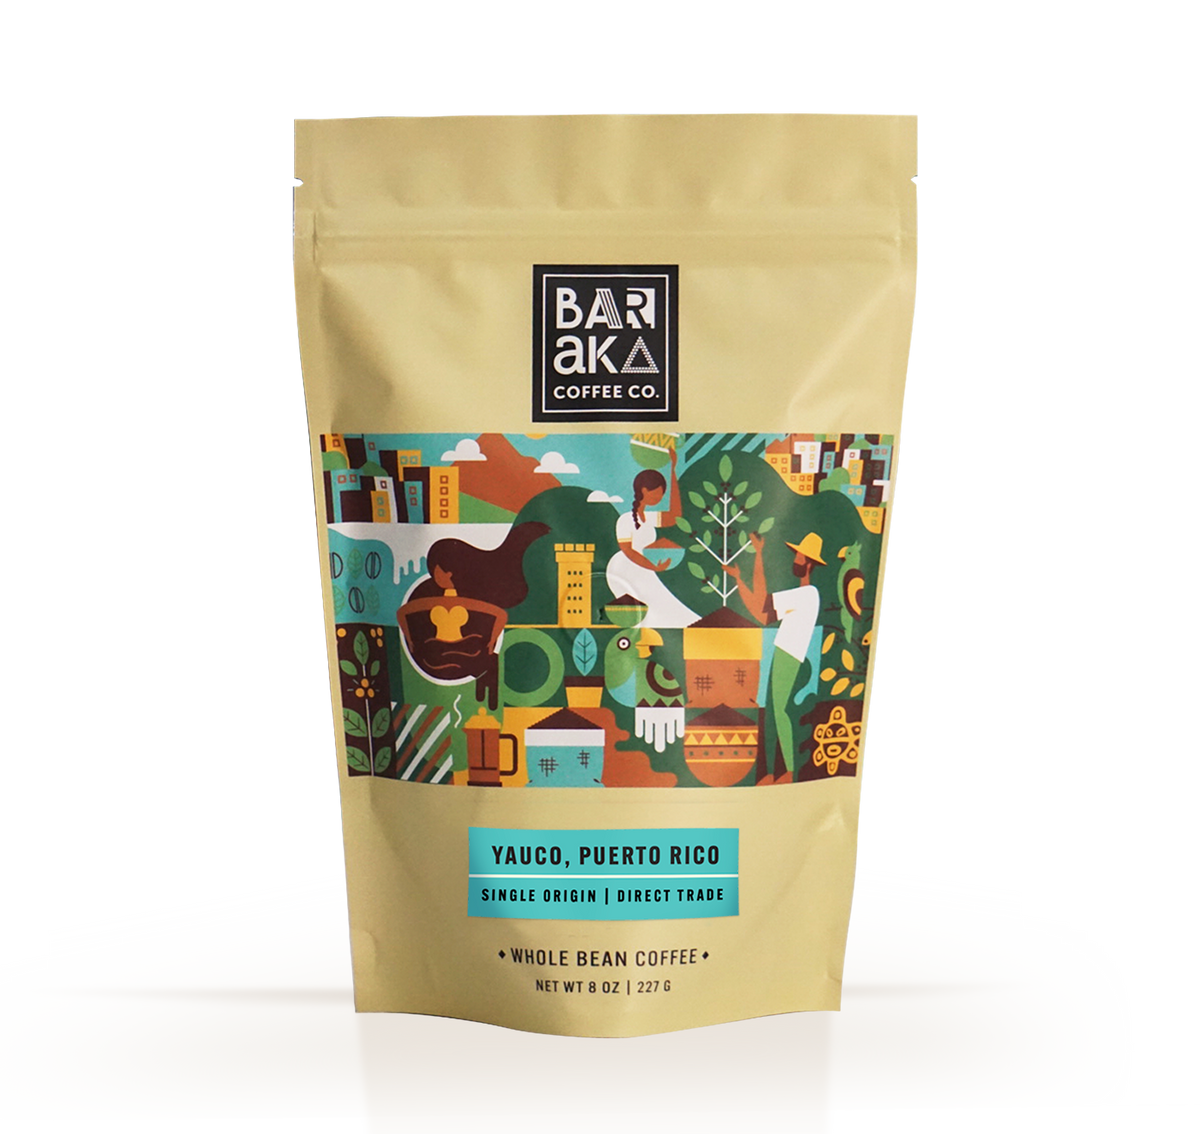 BAR
aKA
COFFEE CO.
YAUCO, PUERTO RICO
SINGLE ORIGIN | DIRECT TRADE
♦ WHOLE BEAN COFFEE ♦
NET WT 8 OZ | 227 G